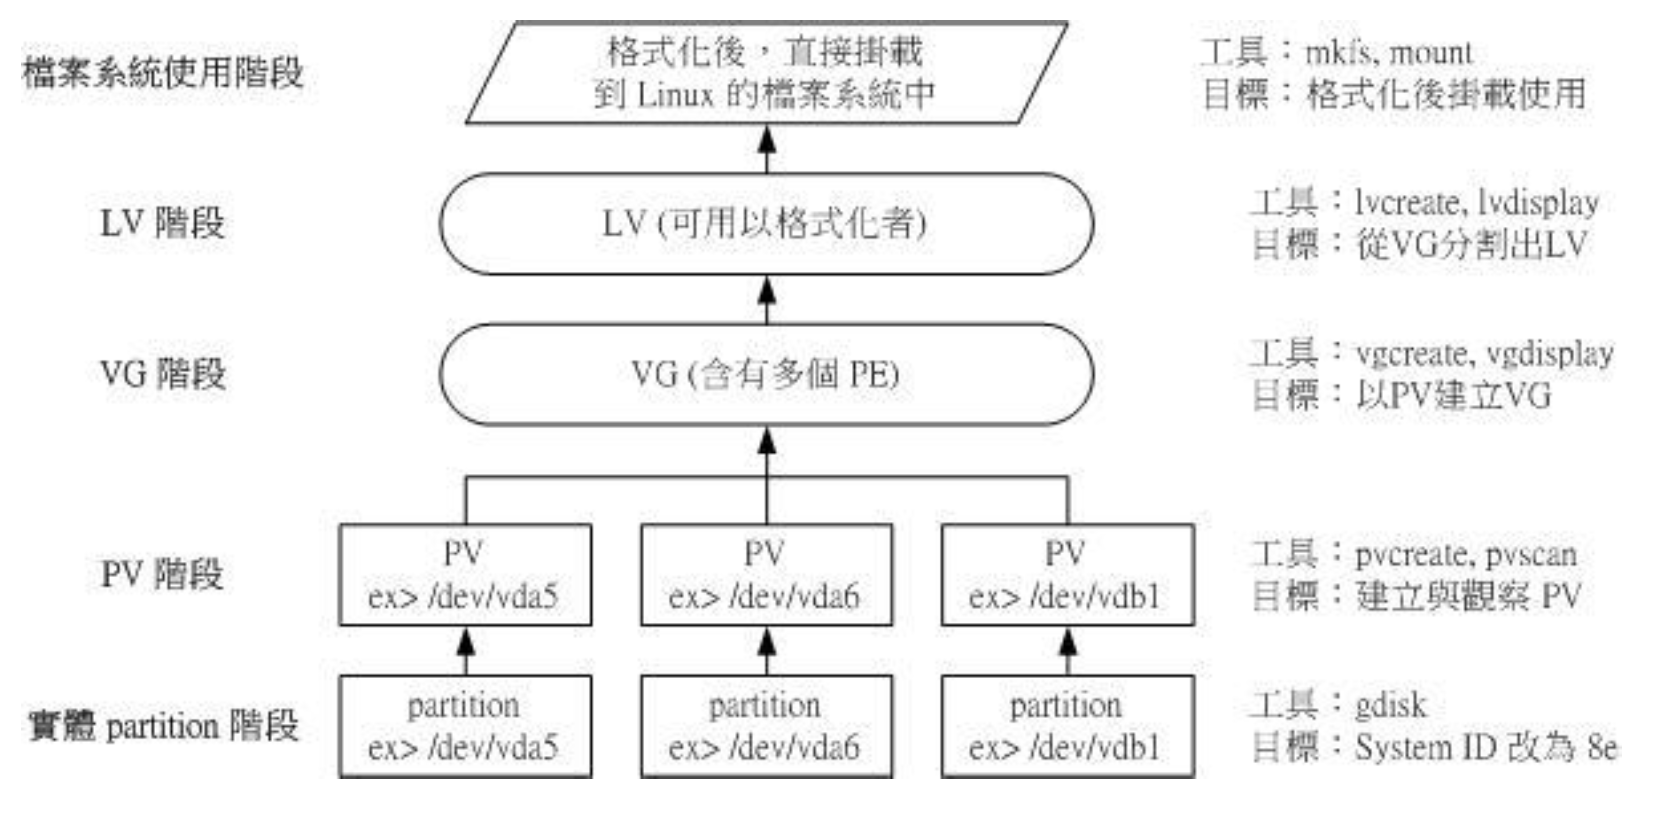 檔案系統使用階段
格式化後，直接掛載
到 Linux 的檔案系統中
工具：mkfs, mount
目標：格式化後掛載使用
LV 階段
LV (可用以格式化者)
工具：lvcreate, lvdisplay
目標：從VG分割出LV
VG 階段
VG (含有多個 PE)
工具：vgcreate, vgdisplay
目標：以PV建立VG
PV 階段
PV
ex> /dev/vda5
PV
ex> /dev/vda6
PV
ex> /dev/vdb1
工具：pvcreate, pvscan
目標：建立與觀察 PV
實體 partition 階段
partition
ex> /dev/vda5
partition
ex> /dev/vda6
partition
ex> /dev/vdb1
工具：gdisk
目標：System ID 改為 8e